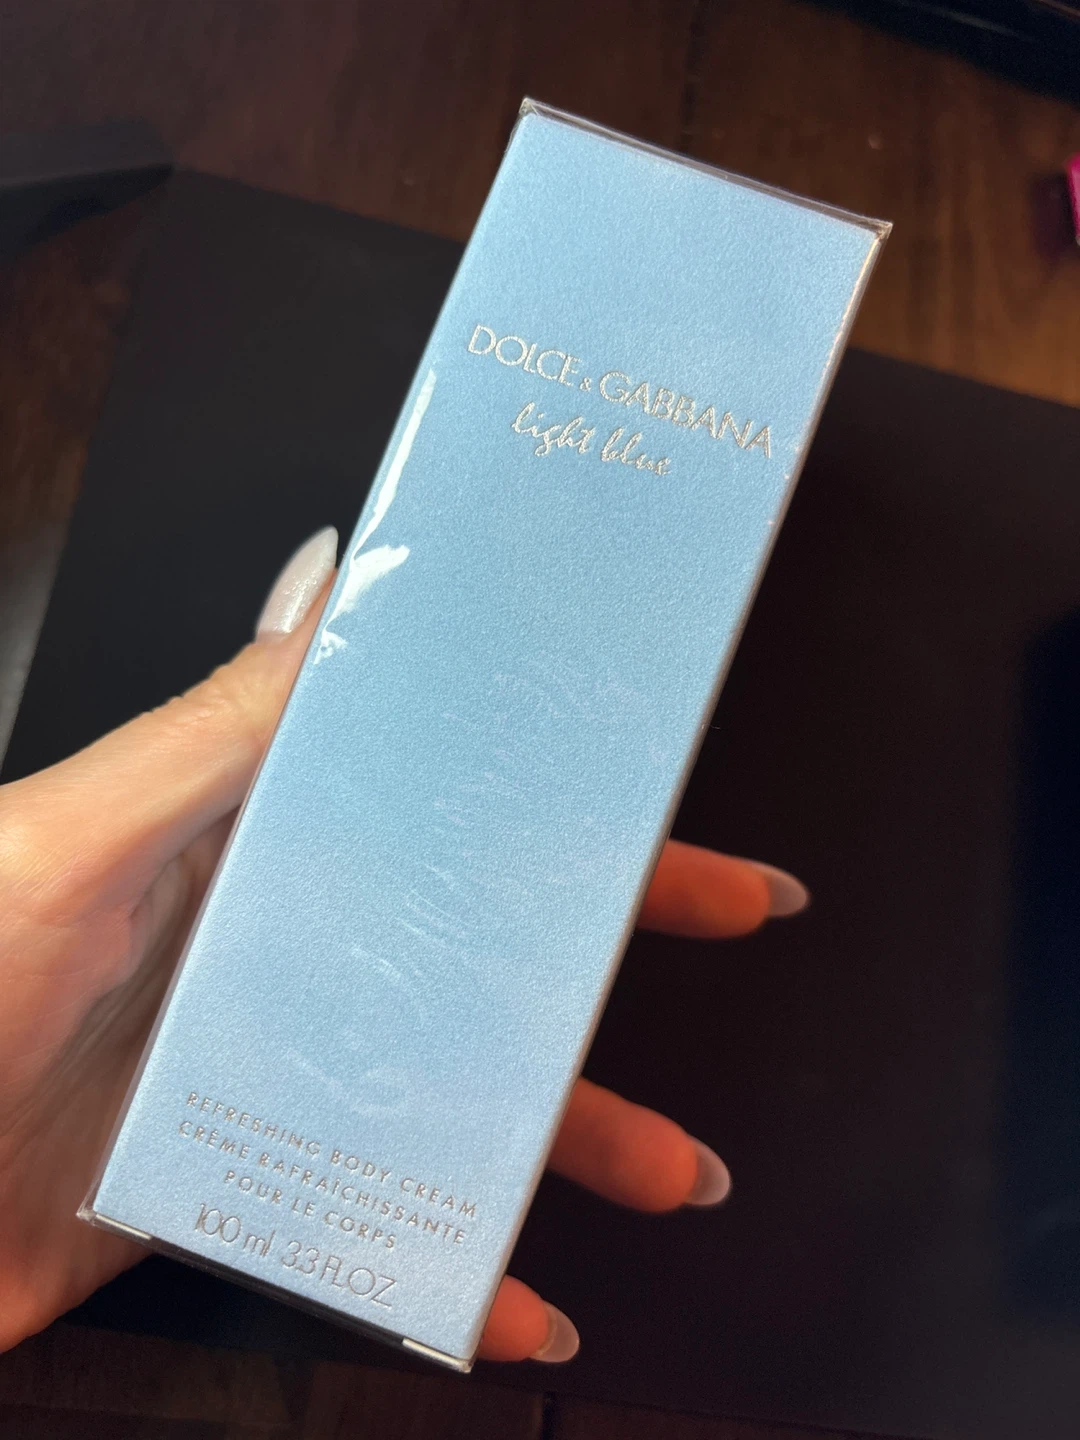 DOLCE & GABBANA
light blue
REFRESHING BODY CREAM
CRÈME RAFRAÎCHISSANTE
POUR LE CORPS
100 ml 3.3 FL.OZ